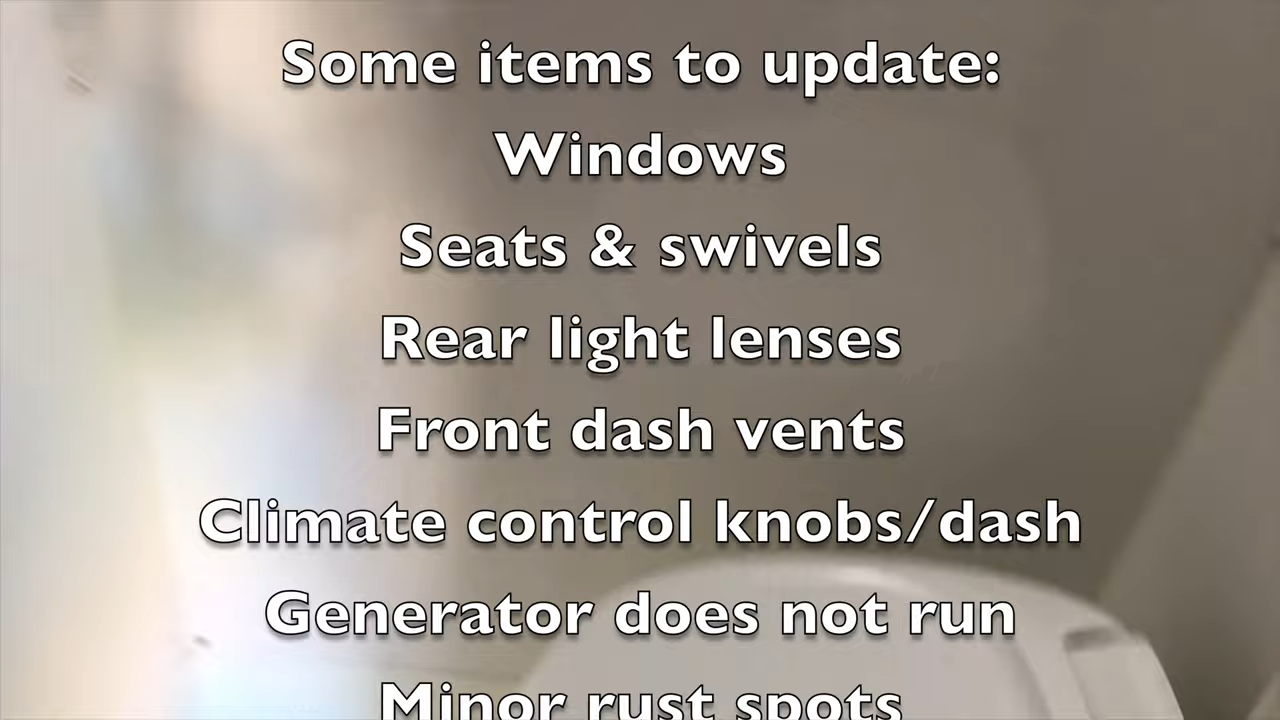 Some items to update:
Windows
Seats & swivels
Rear light lenses
Front dash vents
Climate control knobs/dash
Generator does not run
Minor rust spots